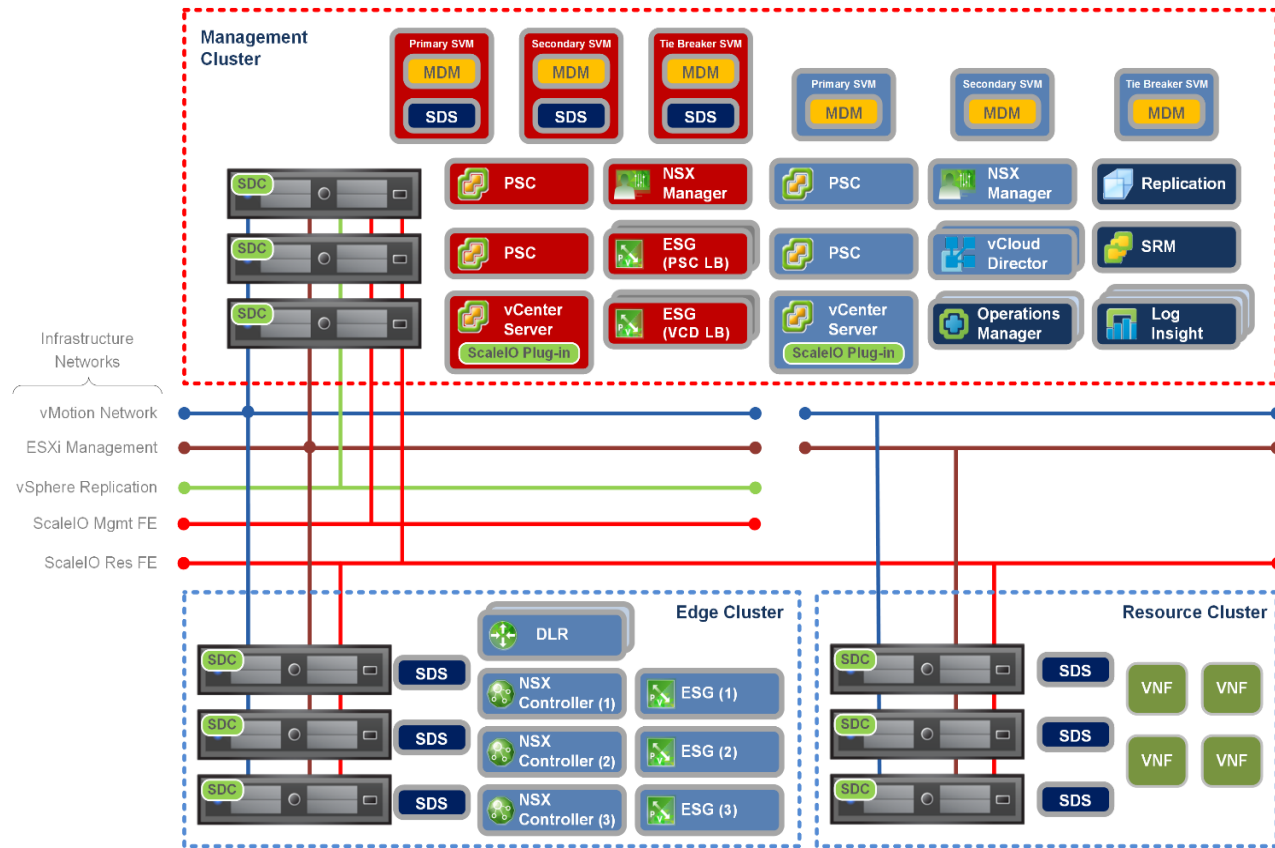 Management
Cluster
Primary SVM
MDM
SDS
Secondary SVM
MDM
SDS
Tie Breaker SVM
MDM
SDS
Primary SVM
MDM
Secondary SVM
MDM
Tie Breaker SVM
MDM
SDC
PSC
NSX
Manager
PSC
NSX
Manager
Replication
SDC
PSC
ESG
(PSC LB)
PSC
vCloud
Director
SRM
SDC
vCenter
Server
ScaleIO Plug-in
ESG
(VCD LB)
vCenter
Server
ScaleIO Plug-in
Operations
Manager
Log
Insight
Infrastructure
Networks
vMotion Network
ESXi Management
vSphere Replication
ScaleIO Mgmt FE
ScaleIO Res FE
Edge Cluster
DLR
SDC
SDS
NSX
Controller (1)
ESG (1)
SDC
SDS
NSX
Controller (2)
ESG (2)
SDC
SDS
NSX
Controller (3)
ESG (3)
Resource Cluster
SDC
SDS
VNF
VNF
SDC
SDS
VNF
VNF
SDC
SDS